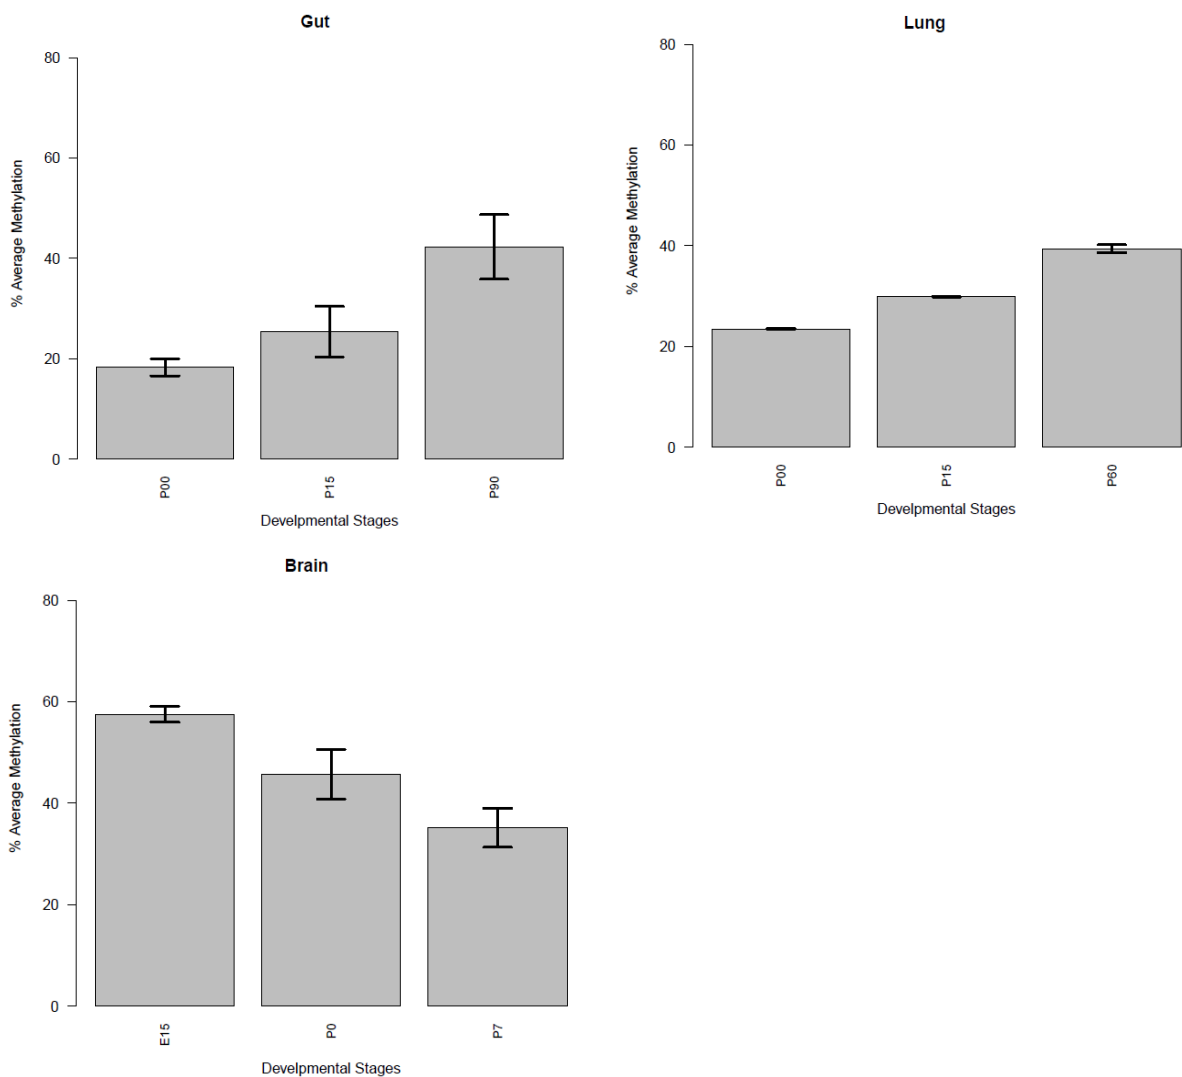 Gut
80
60
40
20
0
% Average Methylation
P00
P15
P90
Develpmental Stages
Lung
80
60
40
20
0
% Average Methylation
P00
P15
P60
Develpmental Stages
Brain
80
60
40
20
0
% Average Methylation
E15
P0
P7
Develpmental Stages